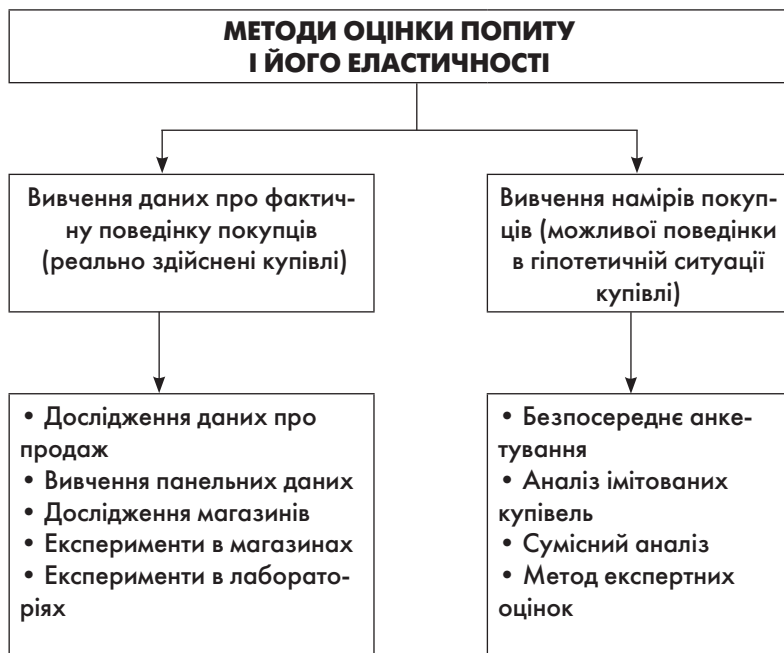 МЕТОДИ ОЦІНКИ ПОПИТУ
І ЙОГО ЕЛАСТИЧНОСТІ
Вивчення даних про фактич-
ну поведінку покупців
(реально здійснені купівлі)
Вивчення намірів покуп-
ців (можливої поведінки
в гіпотетичній ситуації
купівлі)
• Дослідження даних про
продаж
• Вивчення панельних даних
• Дослідження магазинів
• Експерименти в магазинах
• Експерименти в лаборато-
ріях
• Безпосереднє анке-
тування
• Аналіз імітованих
купівель
• Сумісний аналіз
• Метод експертних
оцінок